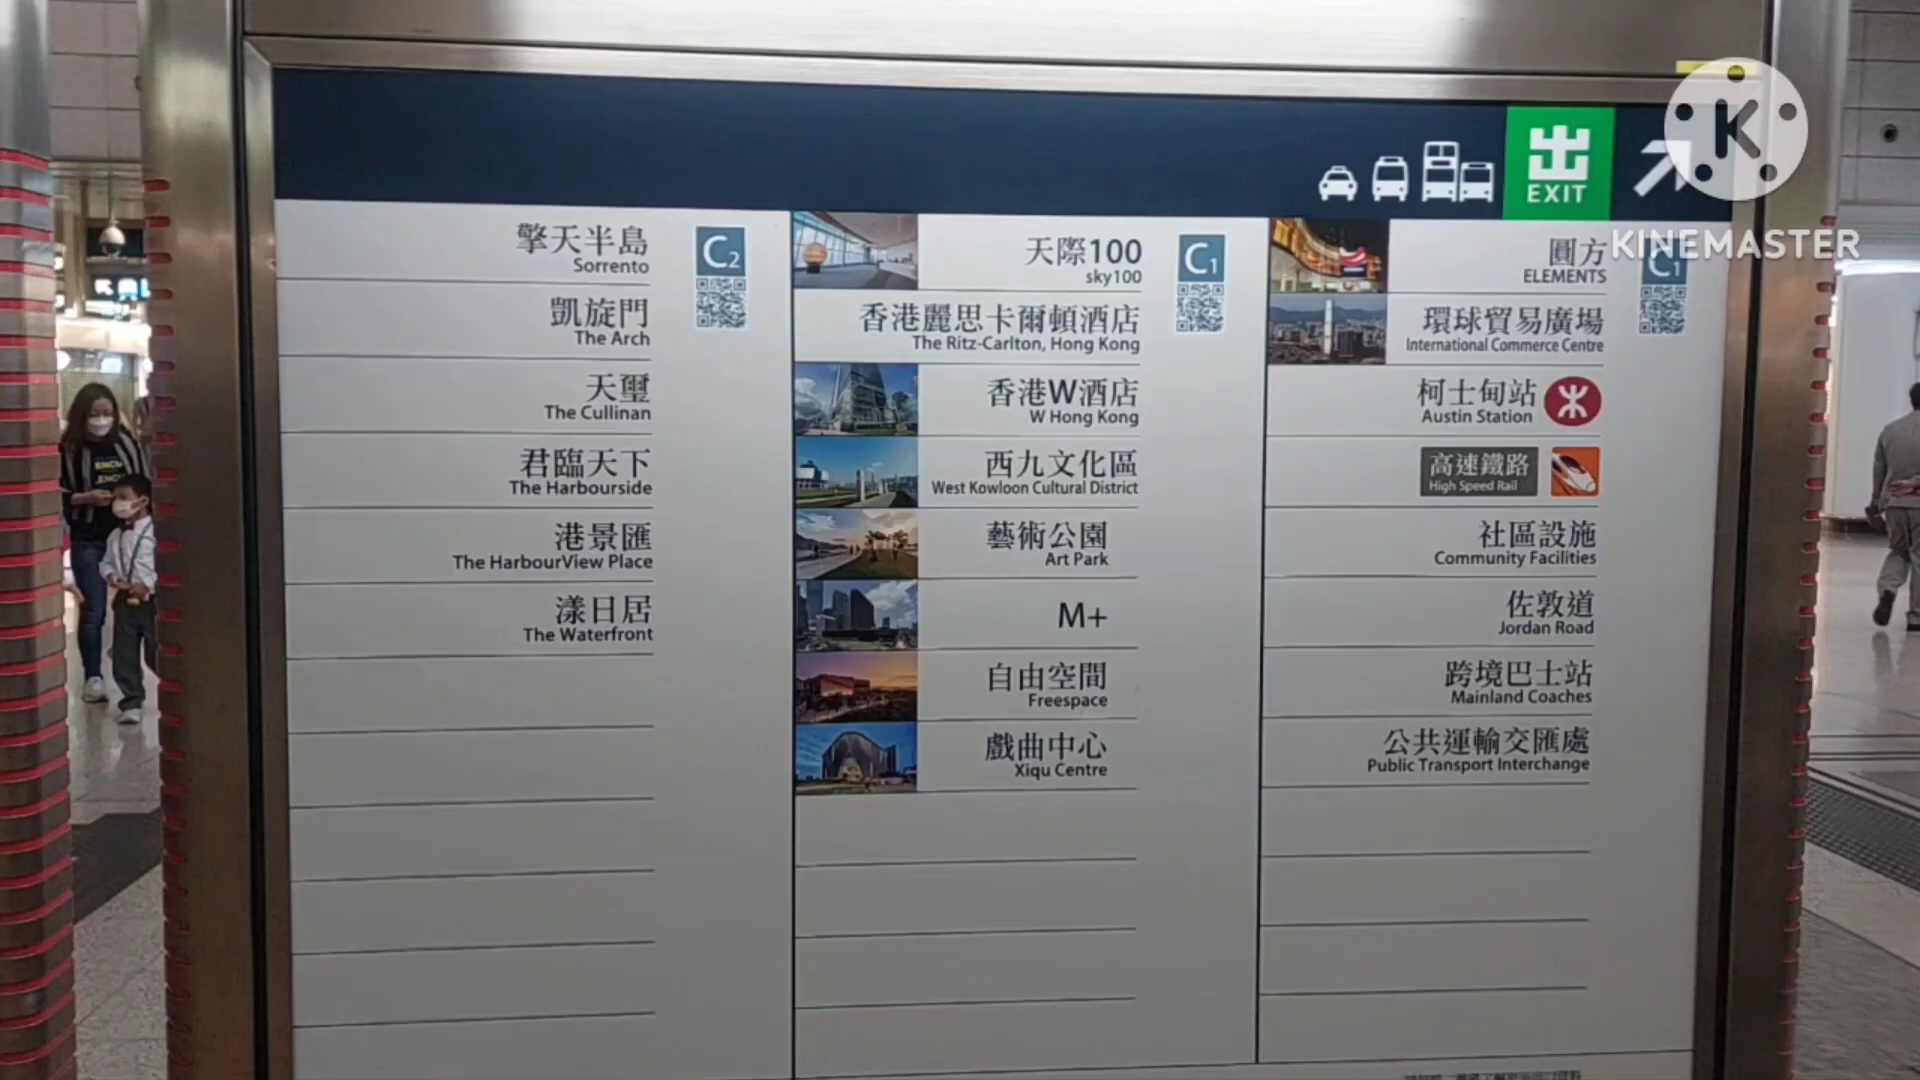 出
EXIT
K
KINEMASTER
擎天半島
Sorrento
C2
凱旋門
The Arch
天璽
The Cullinan
君臨天下
The Harbourside
港景匯
The HarbourView Place
漾日居
The Waterfront
天際100
sky100
C1
香港麗思卡爾頓酒店
The Ritz-Carlton, Hong Kong
香港W酒店
W Hong Kong
西九文化區
West Kowloon Cultural District
藝術公園
Art Park
M+
自由空間
Freespace
戲曲中心
Xiqu Centre
圓方
ELEMENTS
C1
環球貿易廣場
International Commerce Centre
柯士甸站
Austin Station
高速鐵路
High Speed Rail
社區設施
Community Facilities
佐敦道
Jordan Road
跨境巴士站
Mainland Coaches
公共運輸交匯處
Public Transport Interchange